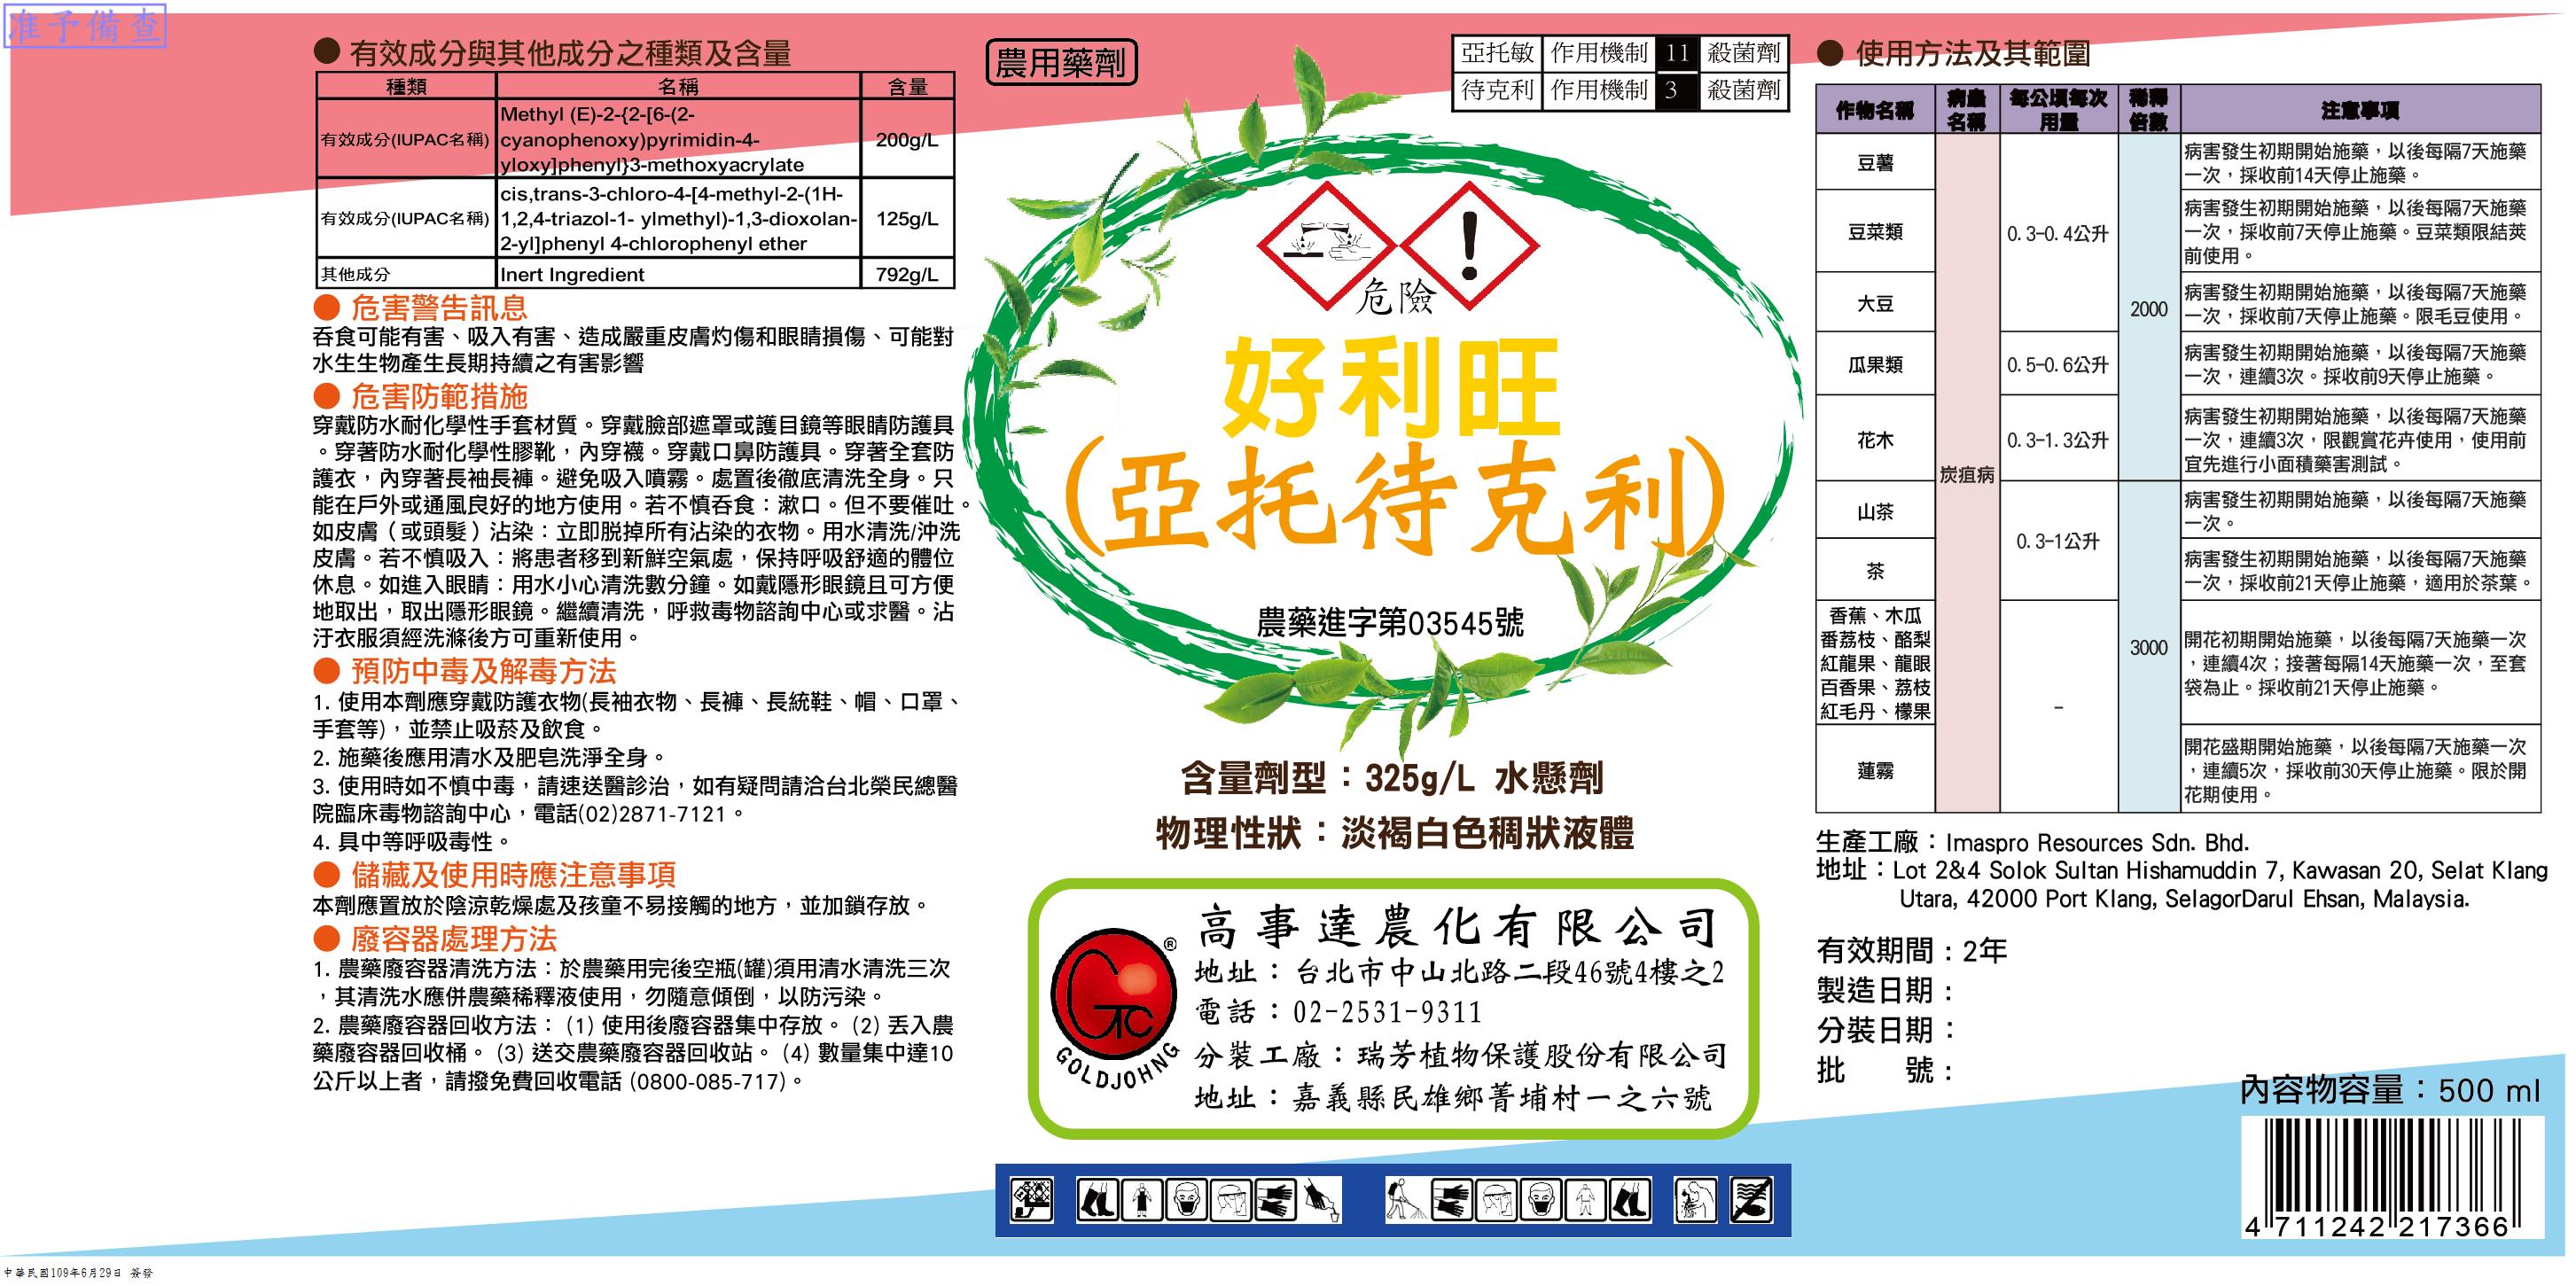 准予備查
● 有效成分與其他成分之種類及含量
種類 名稱 含量
有效成分(IUPAC名稱) Methyl (E)-2-{2-[6-(2-
cyanophenoxy)pyrimidin-4-
yloxy]phenyl}3-methoxyacrylate 200g/L
有效成分(IUPAC名稱) cis,trans-3-chloro-4-[4-methyl-2-(1H-
1,2,4-triazol-1- ylmethyl)-1,3-dioxolan-
2-yl]phenyl 4-chlorophenyl ether 125g/L
其他成分 Inert Ingredient 792g/L
● 危害警告訊息
吞食可能有害、吸入有害、造成嚴重皮膚灼傷和眼睛損傷、可能對
水生生物產生長期持續之有害影響
● 危害防範措施
穿戴防水耐化學性手套材質。穿戴臉部遮罩或護目鏡等眼睛防護具
。穿著防水耐化學性膠靴，內穿襪。穿戴口鼻防護具。穿著全套防
護衣，內穿著長袖長褲。避免吸入噴霧。處置後徹底清洗全身。只
能在戶外或通風良好的地方使用。若不慎吞食：漱口。但不要催吐。
如皮膚（或頭髮）沾染：立即脫掉所有沾染的衣物。用水清洗/沖洗
皮膚。若不慎吸入：將患者移到新鮮空氣處，保持呼吸舒適的體位
休息。如進入眼睛：用水小心清洗數分鐘。如戴隱形眼鏡且可方便
地取出，取出隱形眼鏡。繼續清洗，呼救毒物諮詢中心或求醫。沾
汙衣服須經洗滌後方可重新使用。
● 預防中毒及解毒方法
1. 使用本劑應穿戴防護衣物(長袖衣物、長褲、長統鞋、帽、口罩、
手套等)，並禁止吸菸及飲食。
2. 施藥後應用清水及肥皂洗淨全身。
3. 使用時如不慎中毒，請速送醫診治，如有疑問請洽台北榮民總醫
院臨床毒物諮詢中心，電話(02)2871-7121。
4. 具中等呼吸毒性。
● 儲藏及使用時應注意事項
本劑應置放於陰涼乾燥處及孩童不易接觸的地方，並加鎖存放。
● 廢容器處理方法
1. 農藥廢容器清洗方法：於農藥用完後空瓶(罐)須用清水清洗三次
，其清洗水應併農藥稀釋液使用，勿隨意傾倒，以防污染。
2. 農藥廢容器回收方法： (1) 使用後廢容器集中存放。 (2) 丟入農
藥廢容器回收桶。 (3) 送交農藥廢容器回收站。 (4) 數量集中達10
公斤以上者，請撥免費回收電話 (0800-085-717)。
農用藥劑
亞托敏 作用機制 11 殺菌劑
待克利 作用機制 3 殺菌劑
危險
好利旺
(亞托待克利)
農藥進字第03545號
含量劑型：325g/L 水懸劑
物理性狀：淡褐白色稠狀液體
GTC ®
GOLDJOHNG
高事達農化有限公司
地址：台北市中山北路二段46號4樓之2
電話：02-2531-9311
分裝工廠：瑞芳植物保護股份有限公司
地址：嘉義縣民雄鄉菁埔村一之六號
● 使用方法及其範圍
作物名稱 病蟲名稱 每公頃每次用量 稀釋倍數 注意事項
豆薯 病害發生初期開始施藥，以後每隔7天施藥
一次，採收前14天停止施藥。
豆菜類 0.3-0.4公升 病害發生初期開始施藥，以後每隔7天施藥
一次，採收前7天停止施藥。豆菜類限結莢
前使用。
大豆 2000 病害發生初期開始施藥，以後每隔7天施藥
一次，採收前7天停止施藥。限毛豆使用。
瓜果類 0.5-0.6公升 病害發生初期開始施藥，以後每隔7天施藥
一次，連續3次。採收前9天停止施藥。
花木 0.3-1.3公升 病害發生初期開始施藥，以後每隔7天施藥
一次，連續3次，限觀賞花卉使用，使用前
宜先進行小面積藥害測試。
炭疽病
山茶 病害發生初期開始施藥，以後每隔7天施藥
一次。
0.3-1公升
茶 病害發生初期開始施藥，以後每隔7天施藥
一次，採收前21天停止施藥，適用於茶葉。
香蕉、木瓜
番荔枝、酪梨
紅龍果、龍眼
百香果、荔枝
紅毛丹、檬果 - 3000 開花初期開始施藥，以後每隔7天施藥一次
，連續4次；接著每隔14天施藥一次，至套
袋為止。採收前21天停止施藥。
蓮霧 開花盛期開始施藥，以後每隔7天施藥一次
，連續5次，採收前30天停止施藥。限於開
花期使用。
生產工廠：Imaspro Resources Sdn. Bhd.
地址：Lot 2&4 Solok Sultan Hishamuddin 7, Kawasan 20, Selat Klang
Utara, 42000 Port Klang, SelagorDarul Ehsan, Malaysia.
有效期間：2年
製造日期：
分裝日期：
批　　號：
內容物容量：500 ml
4 711242 217366
中華民國109年6月29日 簽發